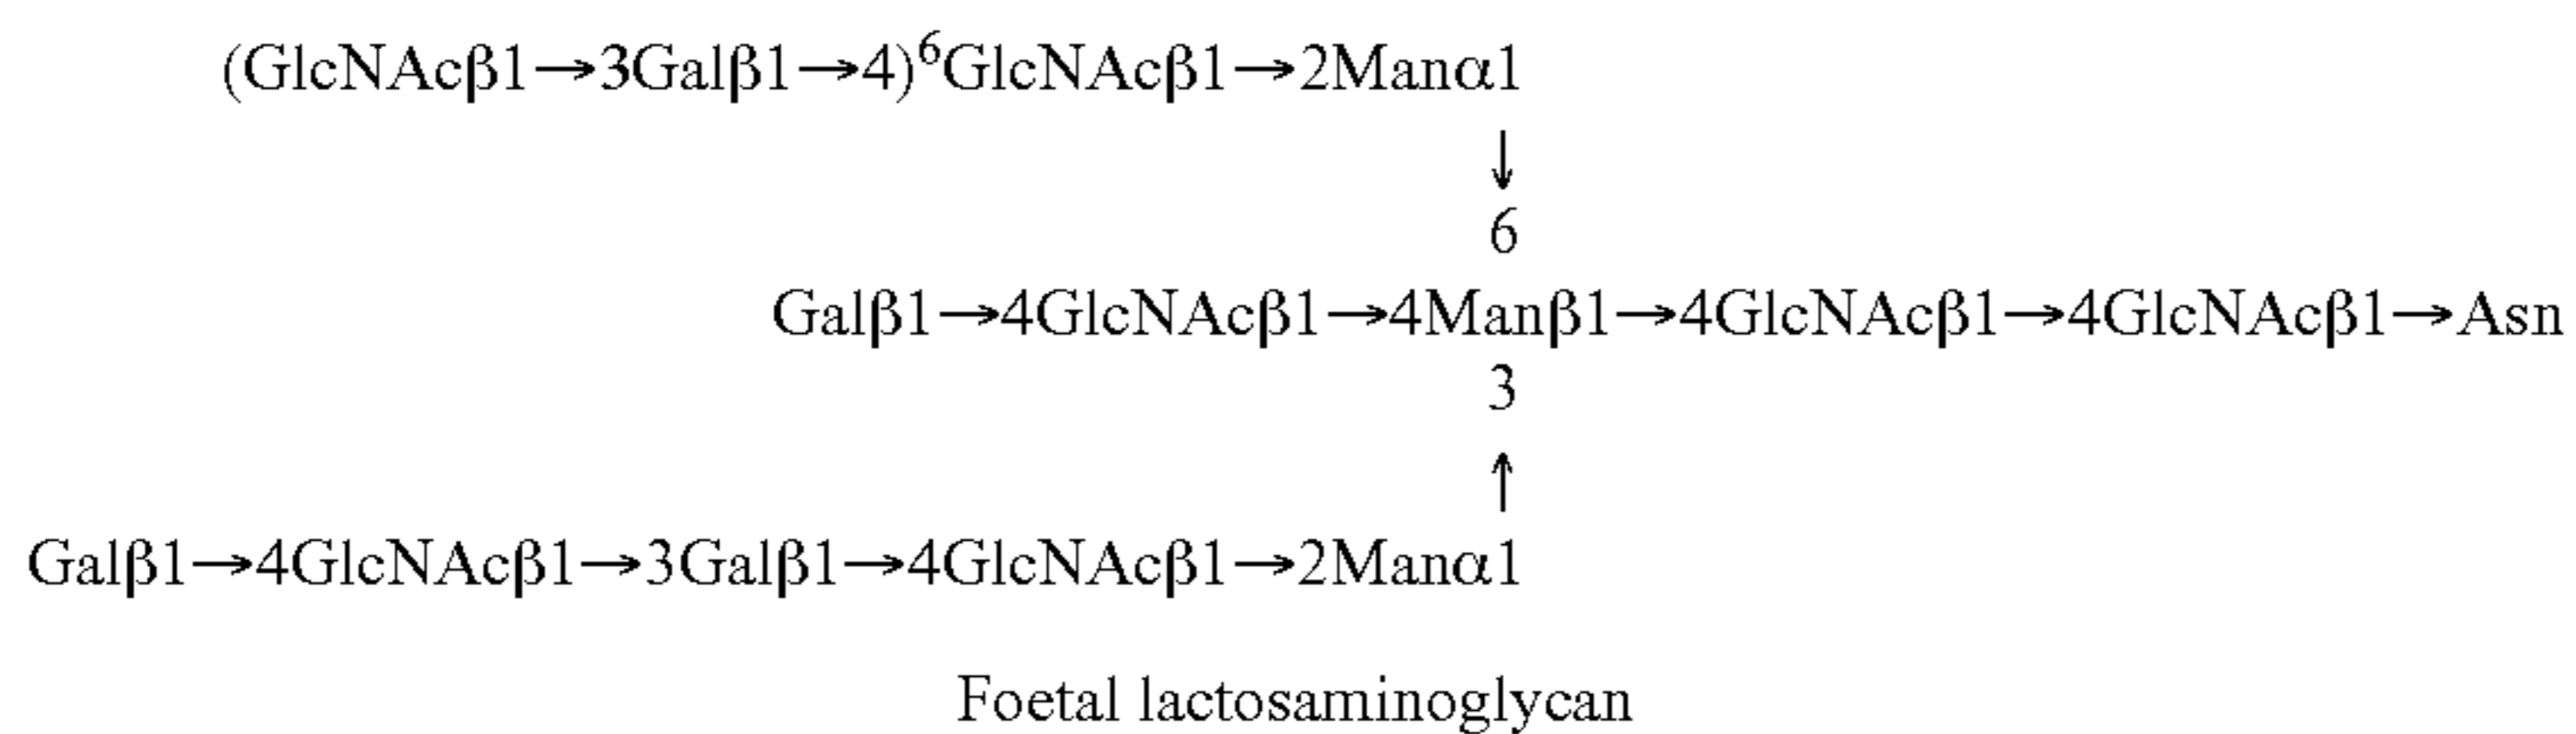 (GlcNAcβ1→3Galβ1→4)⁶GlcNAcβ1→2Manα1
↓
6
Galβ1→4GlcNAcβ1→4Manβ1→4GlcNAcβ1→4GlcNAcβ1→Asn
3
↑
Galβ1→4GlcNAcβ1→3Galβ1→4GlcNAcβ1→2Manα1
Foetal lactosaminoglycan